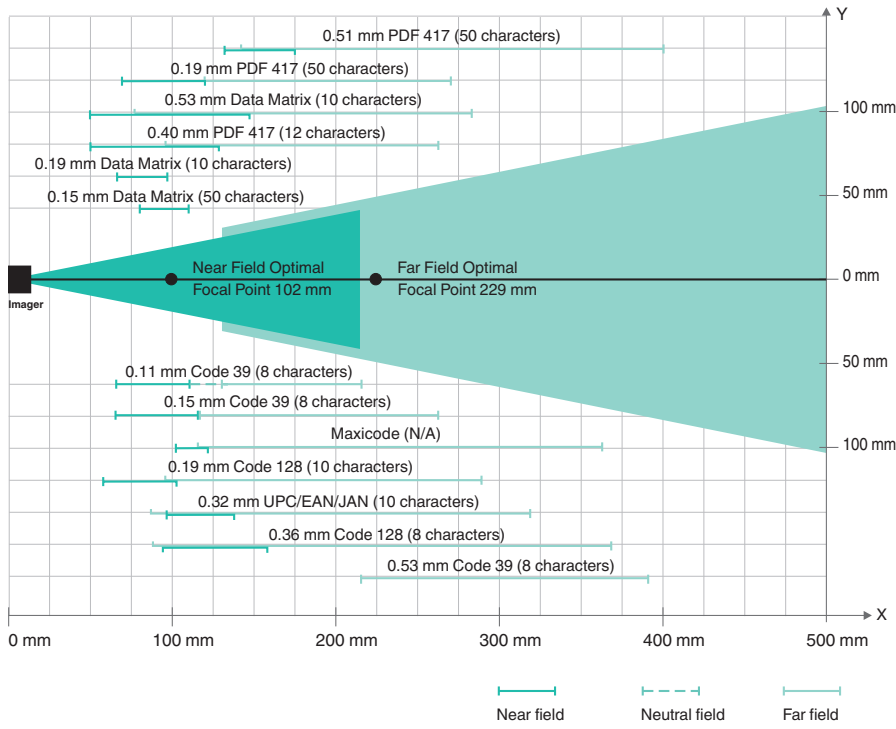 Y
0.51 mm PDF 417 (50 characters)
0.19 mm PDF 417 (50 characters)
0.53 mm Data Matrix (10 characters)
100 mm
0.40 mm PDF 417 (12 characters)
0.19 mm Data Matrix (10 characters)
0.15 mm Data Matrix (50 characters)
50 mm
Near Field Optimal
Focal Point 102 mm
Far Field Optimal
Focal Point 229 mm
0 mm
Imager
50 mm
0.11 mm Code 39 (8 characters)
0.15 mm Code 39 (8 characters)
Maxicode (N/A)
100 mm
0.19 mm Code 128 (10 characters)
0.32 mm UPC/EAN/JAN (10 characters)
0.36 mm Code 128 (8 characters)
0.53 mm Code 39 (8 characters)
X
0 mm
100 mm
200 mm
300 mm
400 mm
500 mm
Near field
Neutral field
Far field